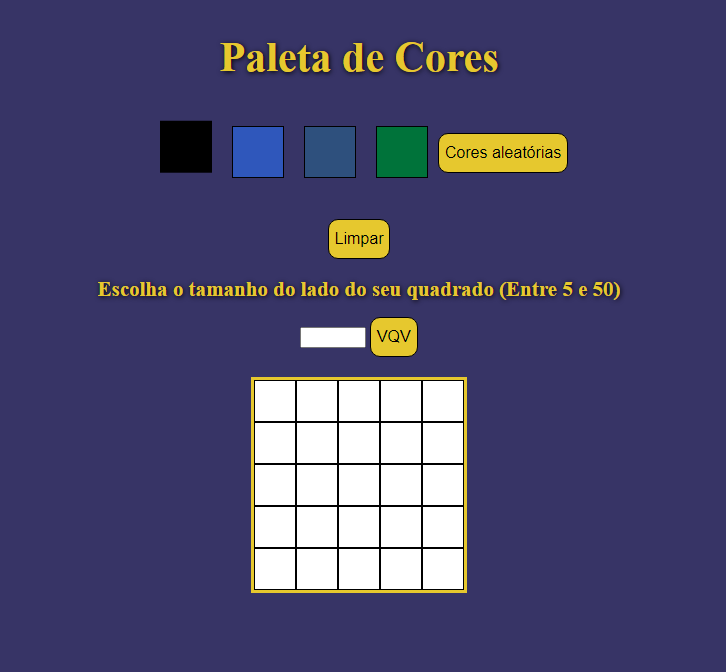 Paleta de Cores
Cores aleatórias
Limpar
Escolha o tamanho do lado do seu quadrado (Entre 5 e 50)
VQV